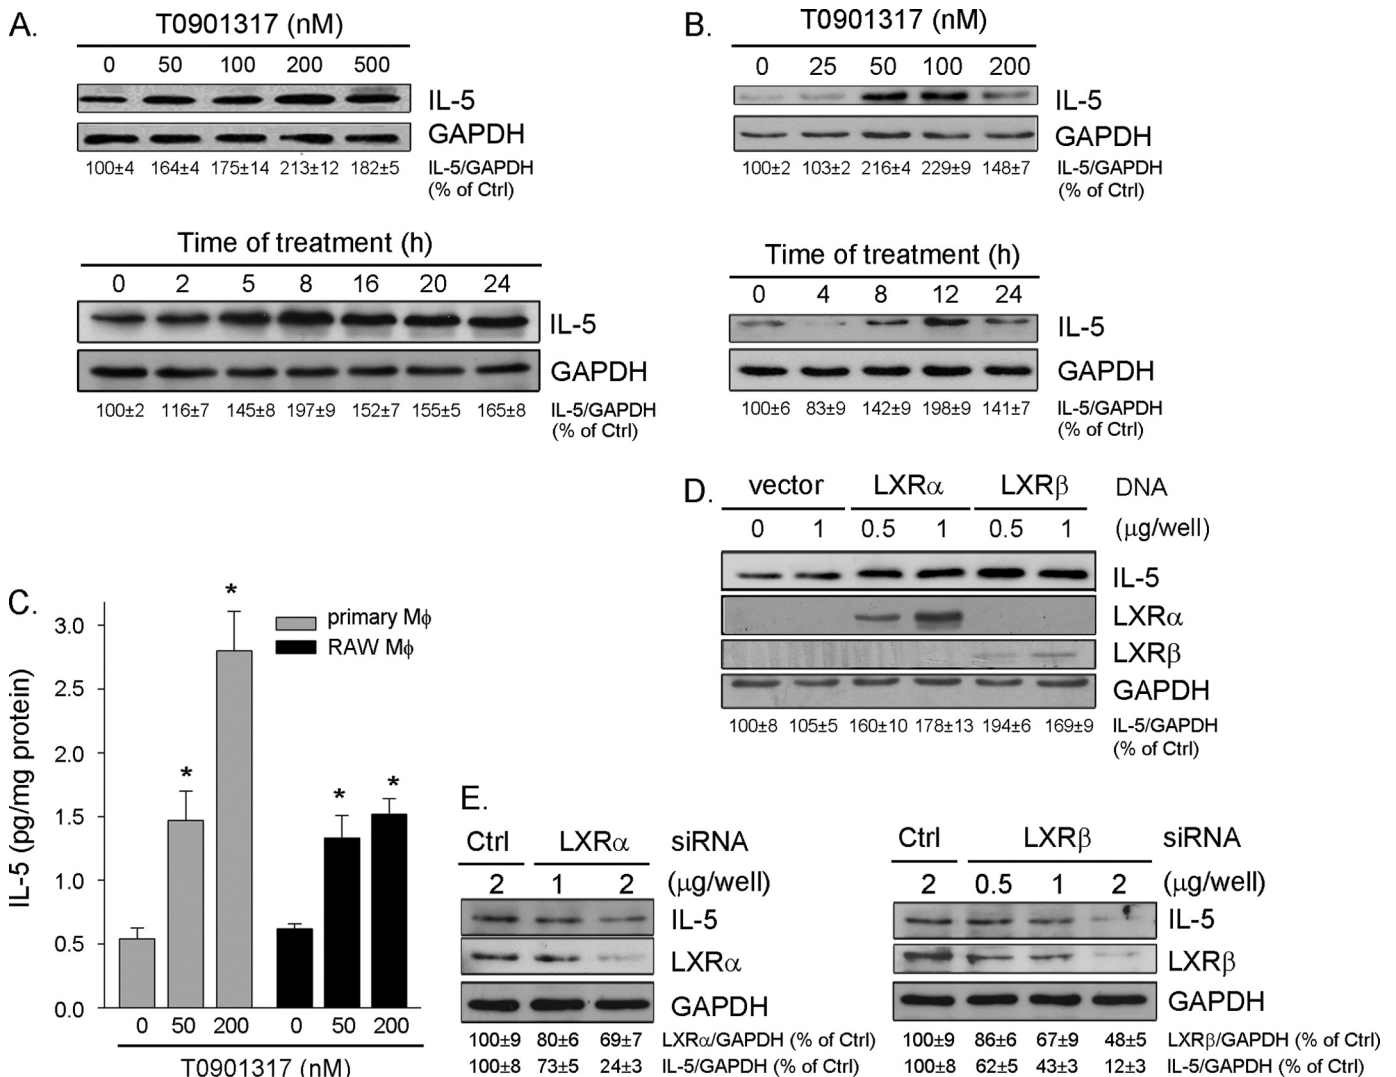 A.
T0901317 (nM)
0 50 100 200 500
IL-5
GAPDH
100±4 164±4 175±14 213±12 182±5 IL-5/GAPDH
(% of Ctrl)
Time of treatment (h)
0 2 5 8 16 20 24
IL-5
GAPDH
100±2 116±7 145±8 197±9 152±7 155±5 165±8 IL-5/GAPDH
(% of Ctrl)
B.
T0901317 (nM)
0 25 50 100 200
IL-5
GAPDH
100±2 103±2 216±4 229±9 148±7 IL-5/GAPDH
(% of Ctrl)
Time of treatment (h)
0 4 8 12 24
IL-5
GAPDH
100±6 83±9 142±9 198±9 141±7 IL-5/GAPDH
(% of Ctrl)
C.
IL-5 (pg/mg protein)
3.0
2.5
2.0
1.5
1.0
0.5
0.0
* * * *
primary Mϕ
RAW Mϕ
0 50 200 0 50 200
T0901317 (nM)
D.
vector LXRα LXRβ DNA
0 1 0.5 1 0.5 1 (µg/well)
IL-5
LXRα
LXRβ
GAPDH
100±8 105±5 160±10 178±13 194±6 169±9 IL-5/GAPDH
(% of Ctrl)
E.
Ctrl LXRα siRNA
2 1 2 (µg/well)
IL-5
LXRα
GAPDH
100±9 80±6 69±7 LXRα/GAPDH (% of Ctrl)
100±8 73±5 24±3 IL-5/GAPDH (% of Ctrl)
Ctrl LXRβ siRNA
2 0.5 1 2 (µg/well)
IL-5
LXRβ
GAPDH
100±9 86±6 67±9 48±5 LXRβ/GAPDH (% of Ctrl)
100±8 62±5 43±3 12±3 IL-5/GAPDH (% of Ctrl)